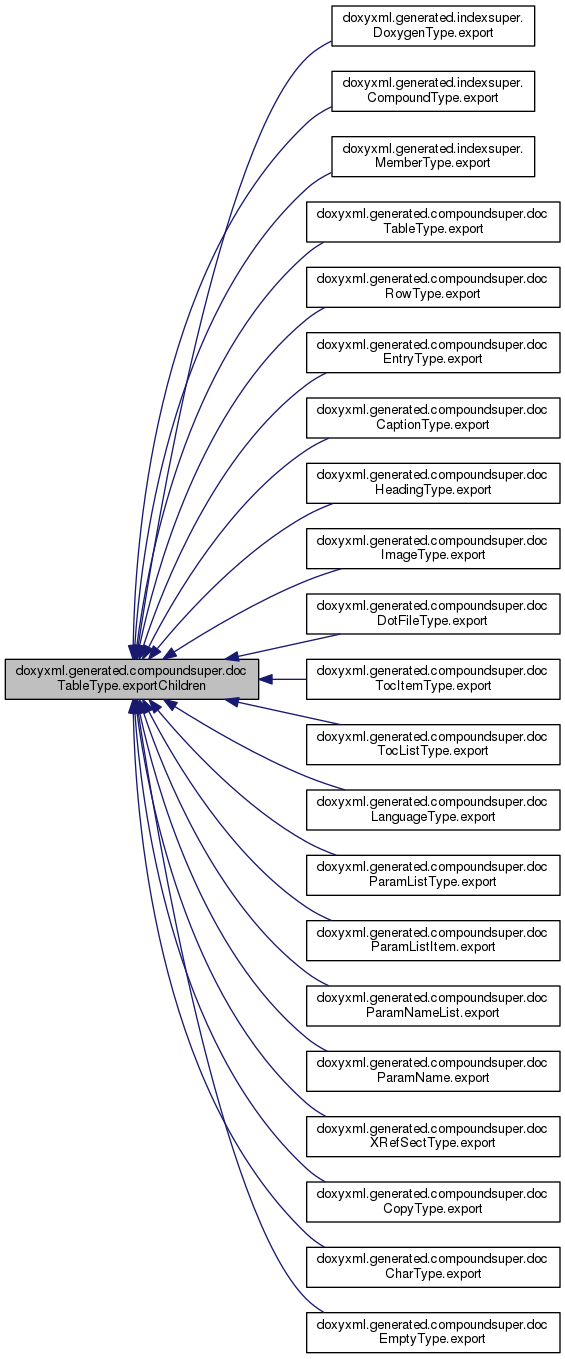 doxyxml.generated.indexsuper.
DoxygenType.export
doxyxml.generated.indexsuper.
CompoundType.export
doxyxml.generated.indexsuper.
MemberType.export
doxyxml.generated.compoundsuper.doc
TableType.export
doxyxml.generated.compoundsuper.doc
RowType.export
doxyxml.generated.compoundsuper.doc
EntryType.export
doxyxml.generated.compoundsuper.doc
CaptionType.export
doxyxml.generated.compoundsuper.doc
HeadingType.export
doxyxml.generated.compoundsuper.doc
ImageType.export
doxyxml.generated.compoundsuper.doc
DotFileType.export
doxyxml.generated.compoundsuper.doc
TableType.exportChildren
doxyxml.generated.compoundsuper.doc
TocItemType.export
doxyxml.generated.compoundsuper.doc
TocListType.export
doxyxml.generated.compoundsuper.doc
LanguageType.export
doxyxml.generated.compoundsuper.doc
ParamListType.export
doxyxml.generated.compoundsuper.doc
ParamListItem.export
doxyxml.generated.compoundsuper.doc
ParamNameList.export
doxyxml.generated.compoundsuper.doc
ParamName.export
doxyxml.generated.compoundsuper.doc
XRefSectType.export
doxyxml.generated.compoundsuper.doc
CopyType.export
doxyxml.generated.compoundsuper.doc
CharType.export
doxyxml.generated.compoundsuper.doc
EmptyType.export